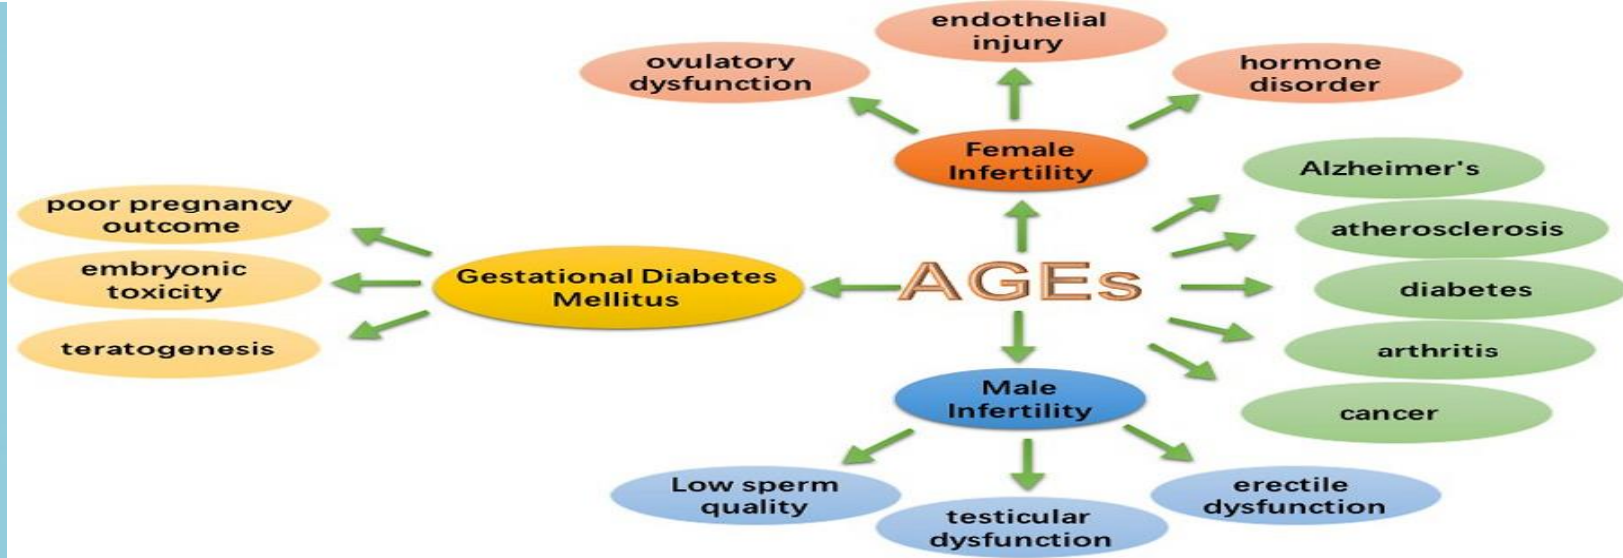 endothelial
injury
ovulatory
dysfunction
hormone
disorder
Female
Infertility
Alzheimer's
atherosclerosis
diabetes
arthritis
cancer
AGEs
Gestational Diabetes
Mellitus
poor pregnancy
outcome
embryonic
toxicity
teratogenesis
Male
Infertility
Low sperm
quality
testicular
dysfunction
erectile
dysfunction